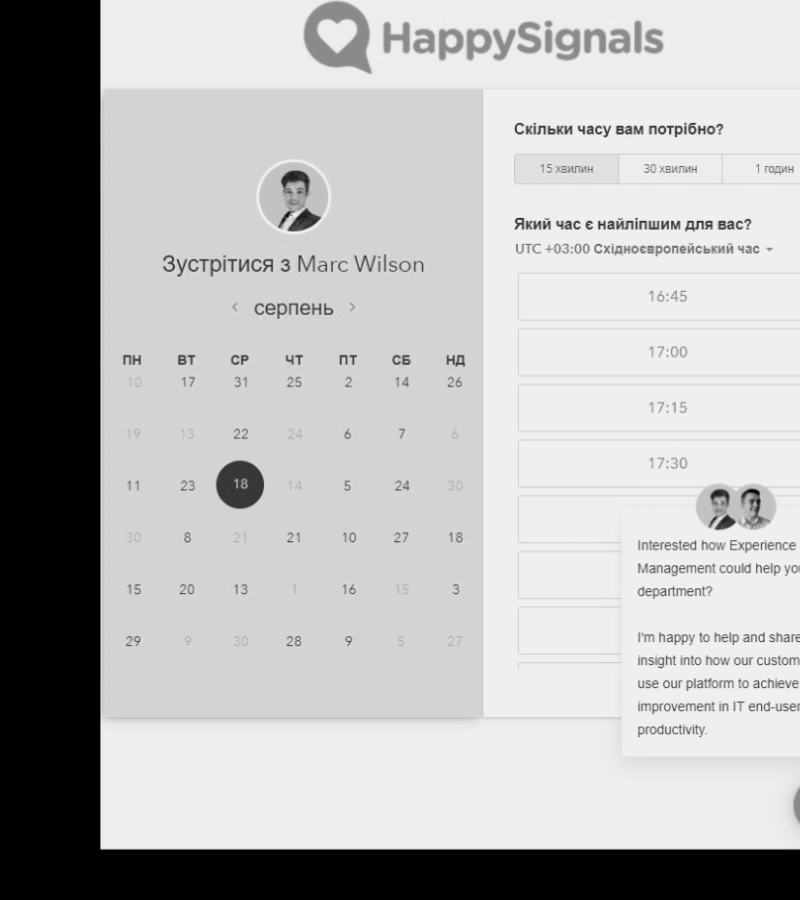 HappySignals
Зустрітися з Marc Wilson
серпень
ПН ВТ СР ЧТ ПТ СБ НД
10 17 31 25 2 14 26
19 13 22 24 6 7 6
11 23 18 14 5 24 30
30 8 21 21 10 27 18
15 20 13 1 16 15 3
29 9 30 28 9 5 27
Скільки часу вам потрібно?
15 хвилин 30 хвилин 1 годин
Який час є найліпшим для вас?
UTC +03:00 Східноєвропейський час
16:45
17:00
17:15
17:30
Interested how Experience
Management could help you
department?
I'm happy to help and share
insight into how our custom
use our platform to achieve
improvement in IT end-user
productivity.